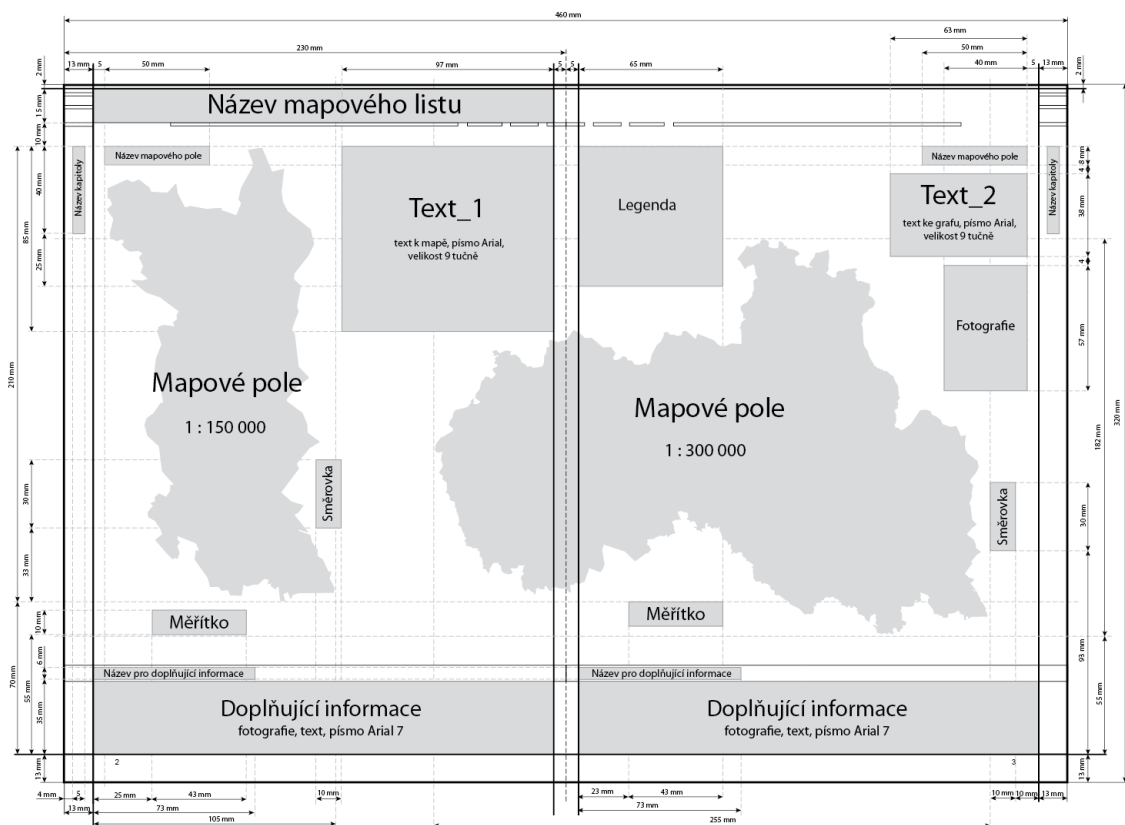 460 mm
63 mm
230 mm
50 mm
13 mm
5
50 mm
97 mm
5
5
65 mm
40 mm
5
13 mm
2 mm
2 mm
15 mm
Název mapového listu
10 mm
Název kapitoly
Název mapového pole
Název mapového pole
Název kapitoly
8 mm
4
40 mm
85 mm
25 mm
Text_1
text k mapě, písmo Arial,
velikost 9 tučně
Legenda
Text_2
text ke grafu, písmo Arial,
velikost 9 tučně
38 mm
4
Fotografie
57 mm
210 mm
320 mm
182 mm
Mapové pole
1 : 150 000
Mapové pole
1 : 300 000
Směrovka
30 mm
33 mm
Směrovka
30 mm
Měřítko
Měřítko
10 mm
6 mm
70 mm
55 mm
35 mm
13 mm
93 mm
55 mm
13 mm
Název pro doplňující informace
Název pro doplňující informace
Doplňující informace
fotografie, text, písmo Arial 7
Doplňující informace
fotografie, text, písmo Arial 7
2
3
4 mm
5
25 mm
43 mm
10 mm
23 mm
43 mm
10 mm
10 mm
13 mm
13 mm
73 mm
73 mm
105 mm
255 mm